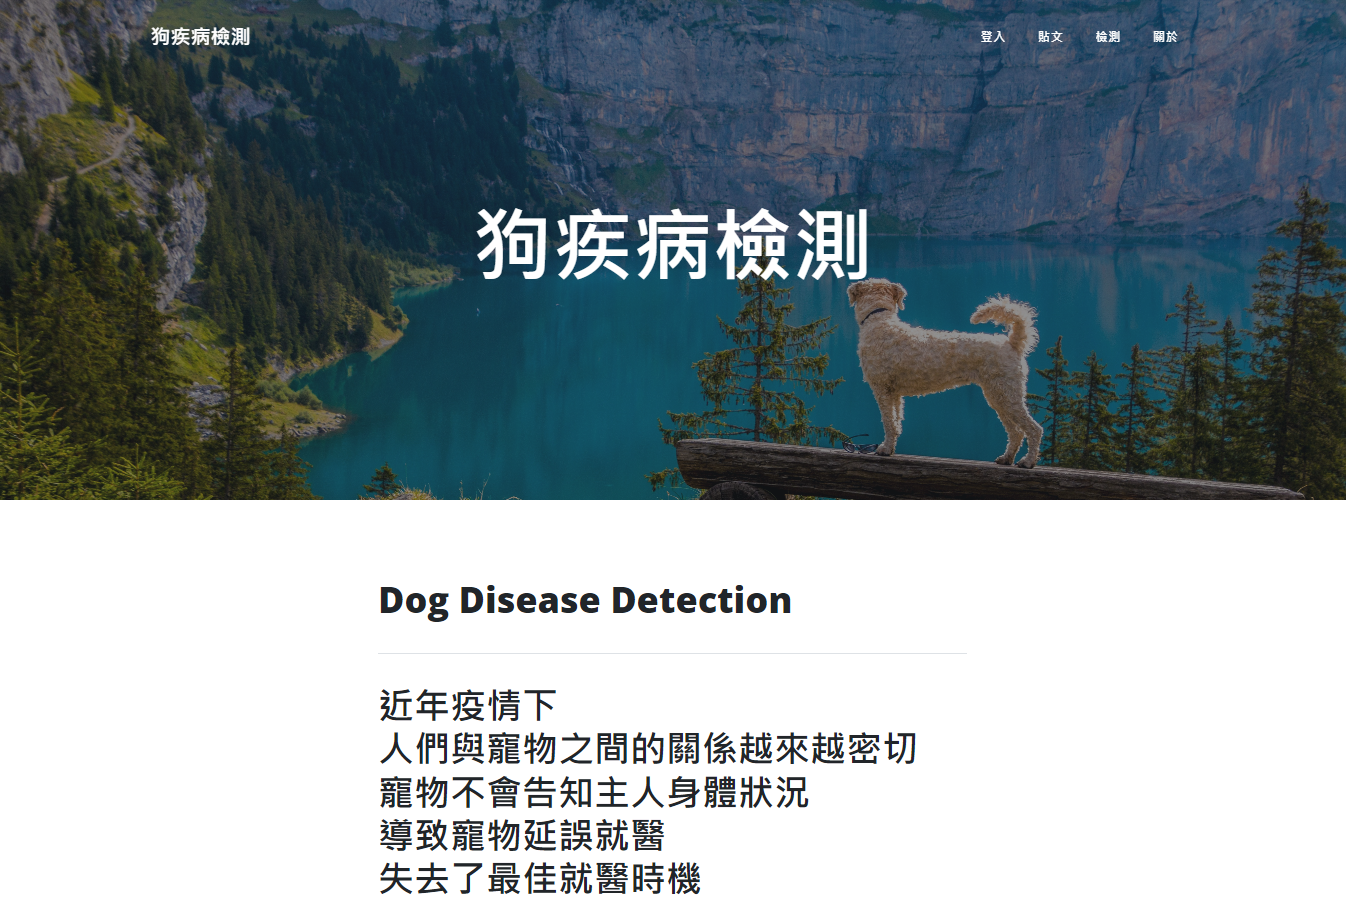 狗疾病檢測
登入 貼文 檢測 關於
狗疾病檢測
Dog Disease Detection
近年疫情下
人們與寵物之間的關係越來越密切
寵物不會告知主人身體狀況
導致寵物延誤就醫
失去了最佳就醫時機